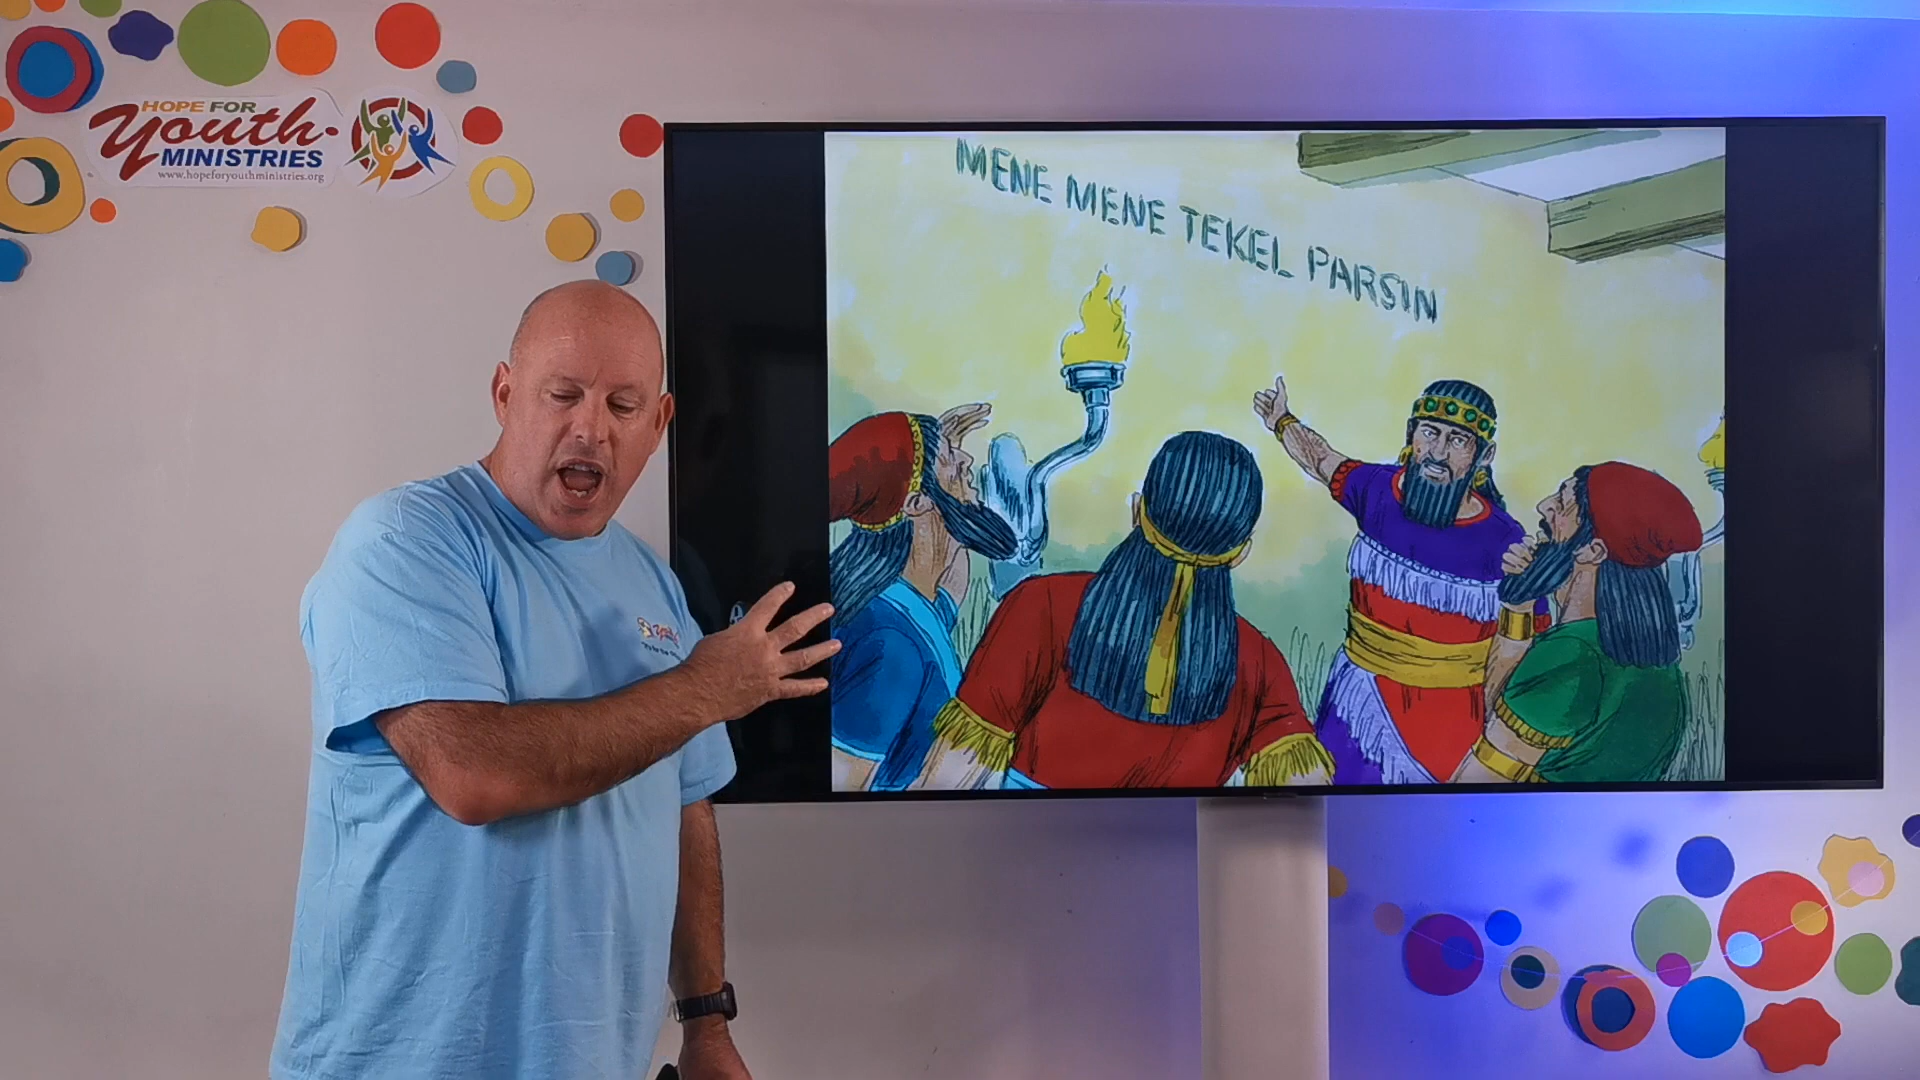 HOPE FOR
Youth
MINISTRIES
www.hopeforyouthministries.org
MENE MENE TEKEL PARSIN